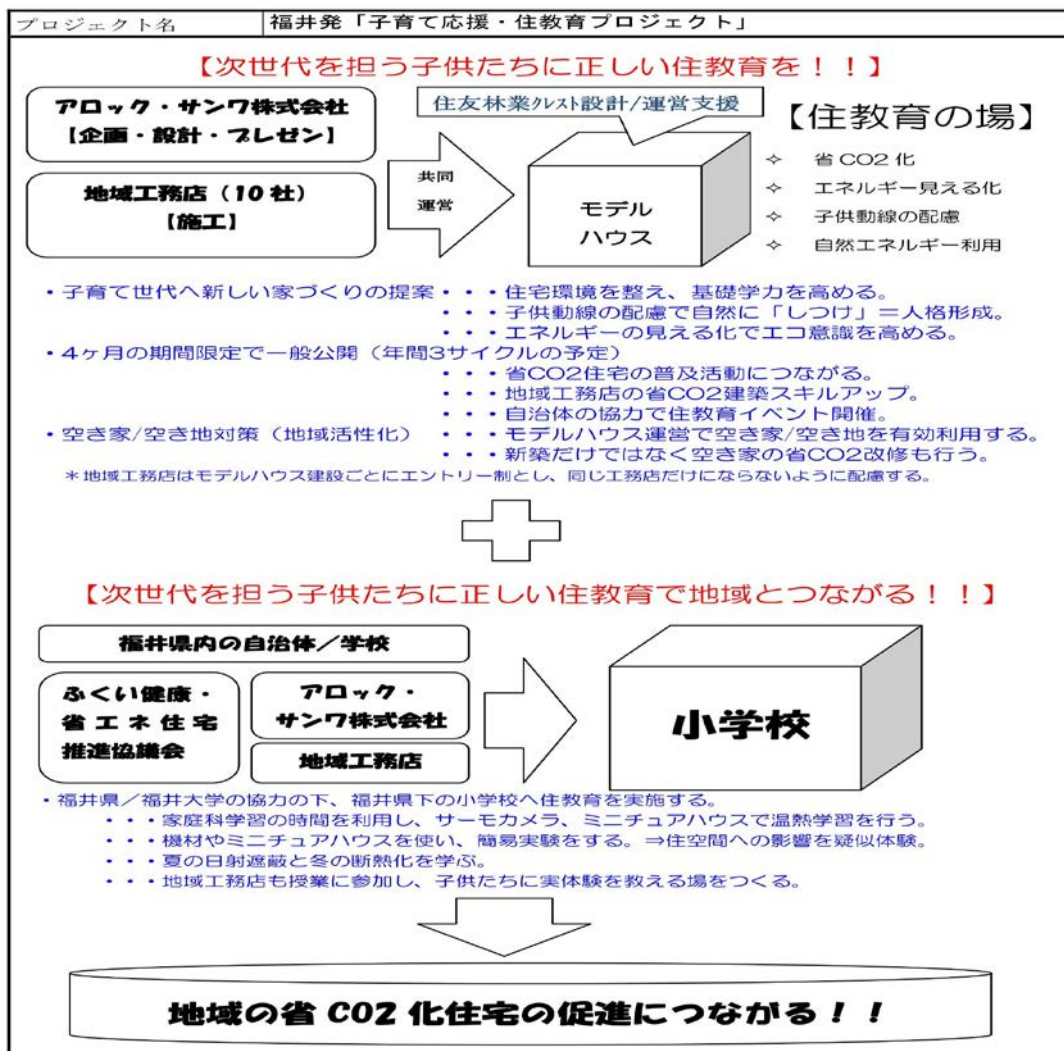 プロジェクト名 福井発「子育て応援・住教育プロジェクト」
【次世代を担う子供たちに正しい住教育を！！】
アロック・サンワ株式会社
【企画・設計・プレゼン】
地域工務店（10社）
【施工】
共同
運営
住友林業クレスト設計/運営支援
モデル
ハウス
【住教育の場】
✧ 省CO2化
✧ エネルギー見える化
✧ 子供動線の配慮
✧ 自然エネルギー利用
・子育て世代へ新しい家づくりの提案・・・住宅環境を整え、基礎学力を高める。
・・・子供動線の配慮で自然に「しつけ」＝人格形成。
・・・エネルギーの見える化でエコ意識を高める。
・4ヶ月の期間限定で一般公開（年間3サイクルの予定）
・・・省CO2住宅の普及活動につながる。
・・・地域工務店の省CO2建築スキルアップ。
・・・自治体の協力で住教育イベント開催。
・空き家/空き地対策（地域活性化） ・・・モデルハウス運営で空き家/空き地を有効利用する。
・・・新築だけではなく空き家の省CO2改修も行う。
＊地域工務店はモデルハウス建設ごとにエントリー制とし、同じ工務店だけにならないように配慮する。
【次世代を担う子供たちに正しい住教育で地域とつながる！！】
福井県内の自治体／学校
ふくい健康・
省エネ住宅
推進協議会
アロック・
サンワ株式会社
地域工務店
小学校
・福井県／福井大学の協力の下、福井県下の小学校へ住教育を実施する。
・・・家庭科学習の時間を利用し、サーモカメラ、ミニチュアハウスで温熱学習を行う。
・・・機材やミニチュアハウスを使い、簡易実験をする。⇒住空間への影響を疑似体験。
・・・夏の日射遮蔽と冬の断熱化を学ぶ。
・・・地域工務店も授業に参加し、子供たちに実体験を教える場をつくる。
地域の省CO2化住宅の促進につながる！！